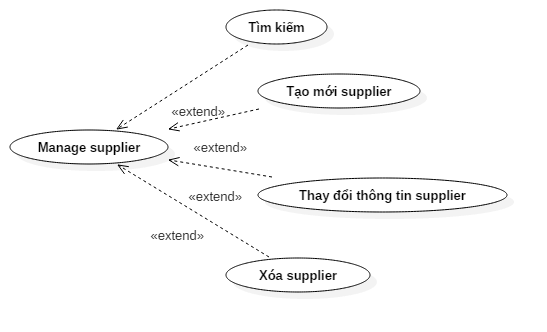 Tìm kiếm
Tạo mới supplier
«extend»
Manage supplier
«extend»
Thay đổi thông tin supplier
«extend»
«extend»
Xóa supplier